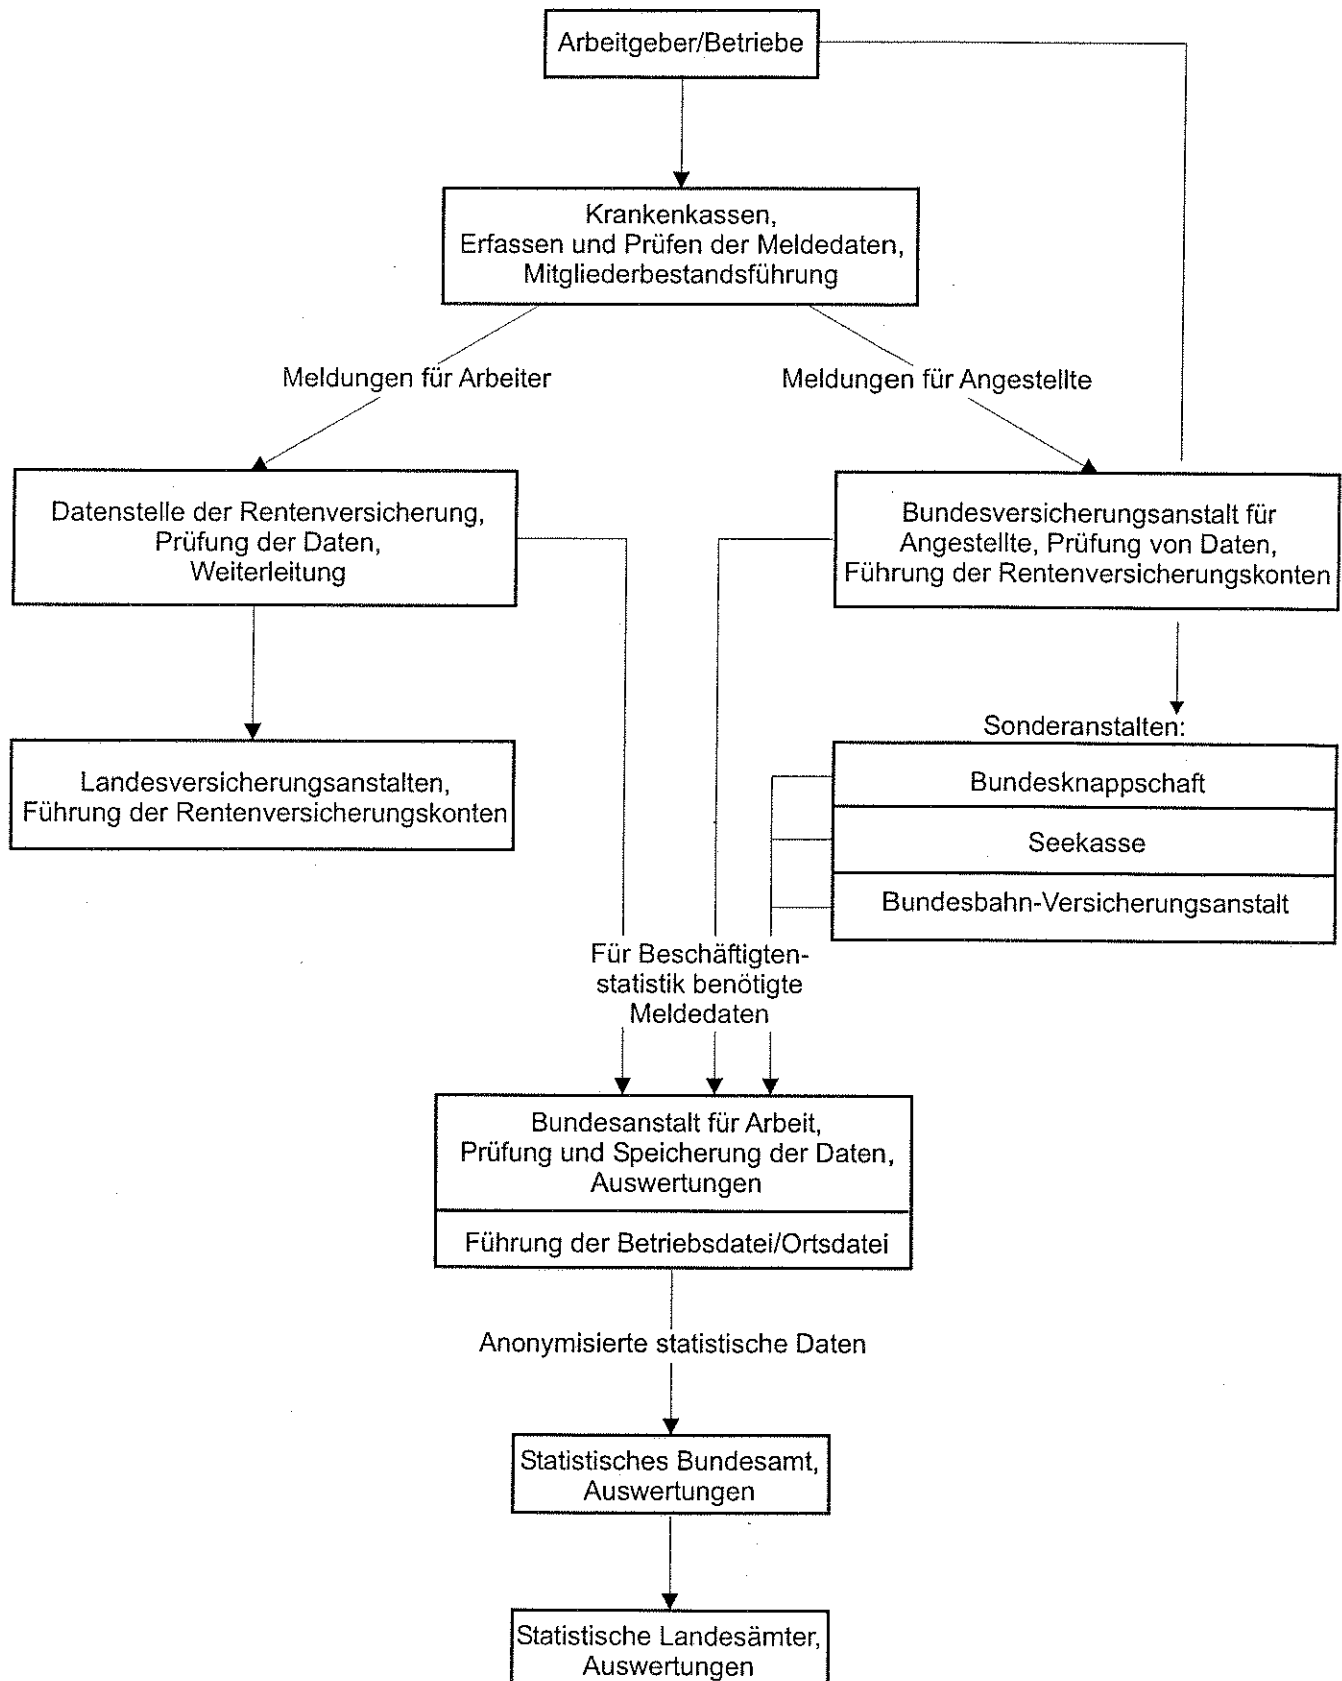 Arbeitgeber/Betriebe
Krankenkassen,
Erfassen und Prüfen der Meldedaten,
Mitgliederbestandsführung
Meldungen für Arbeiter
Meldungen für Angestellte
Datenstelle der Rentenversicherung,
Prüfung der Daten,
Weiterleitung
Bundesversicherungsanstalt für
Angestellte, Prüfung von Daten,
Führung der Rentenversicherungskonten
Landesversicherungsanstalten,
Führung der Rentenversicherungskonten
Sonderanstalten:
Bundesknappschaft
Seekasse
Bundesbahn-Versicherungsanstalt
Für Beschäftigten-
statistik benötigte
Meldedaten
Bundesanstalt für Arbeit,
Prüfung und Speicherung der Daten,
Auswertungen
Führung der Betriebsdatei/Ortsdatei
Anonymisierte statistische Daten
Statistisches Bundesamt,
Auswertungen
Statistische Landesämter,
Auswertungen